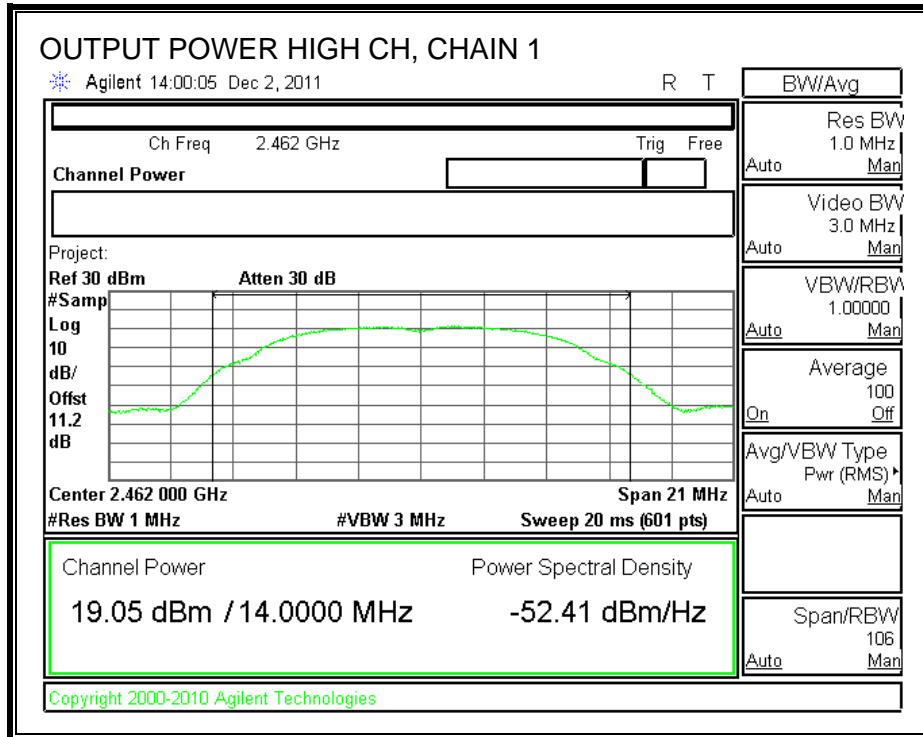 OUTPUT POWER HIGH CH, CHAIN 1
Agilent 14:00:05 Dec 2, 2011 R T
Ch Freq 2.462 GHz Trig Free
Channel Power
Project:
Ref 30 dBm Atten 30 dB
#Samp
Log
10
dB/
Offst
11.2
dB
Center 2.462 000 GHz Span 21 MHz
#Res BW 1 MHz #VBW 3 MHz Sweep 20 ms (601 pts)
Channel Power Power Spectral Density
19.05 dBm / 14.0000 MHz -52.41 dBm/Hz
Copyright 2000-2010 Agilent Technologies
BW/Avg
Res BW
1.0 MHz
Auto Man
Video BW
3.0 MHz
Auto Man
VBW/RBW
1.00000
Auto Man
Average
100
On Off
Avg/VBW Type
Pwr (RMS)
Auto Man
Span/RBW
106
Auto Man